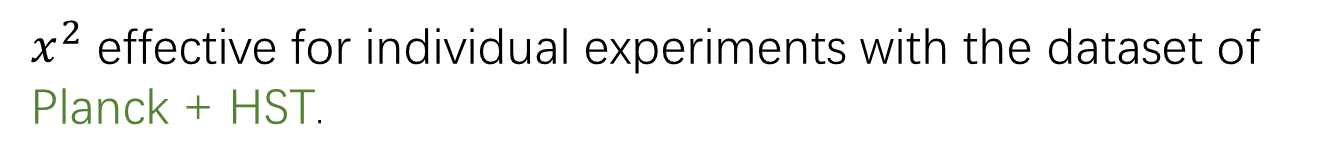 x² effective for individual experiments with the dataset of
Planck + HST.